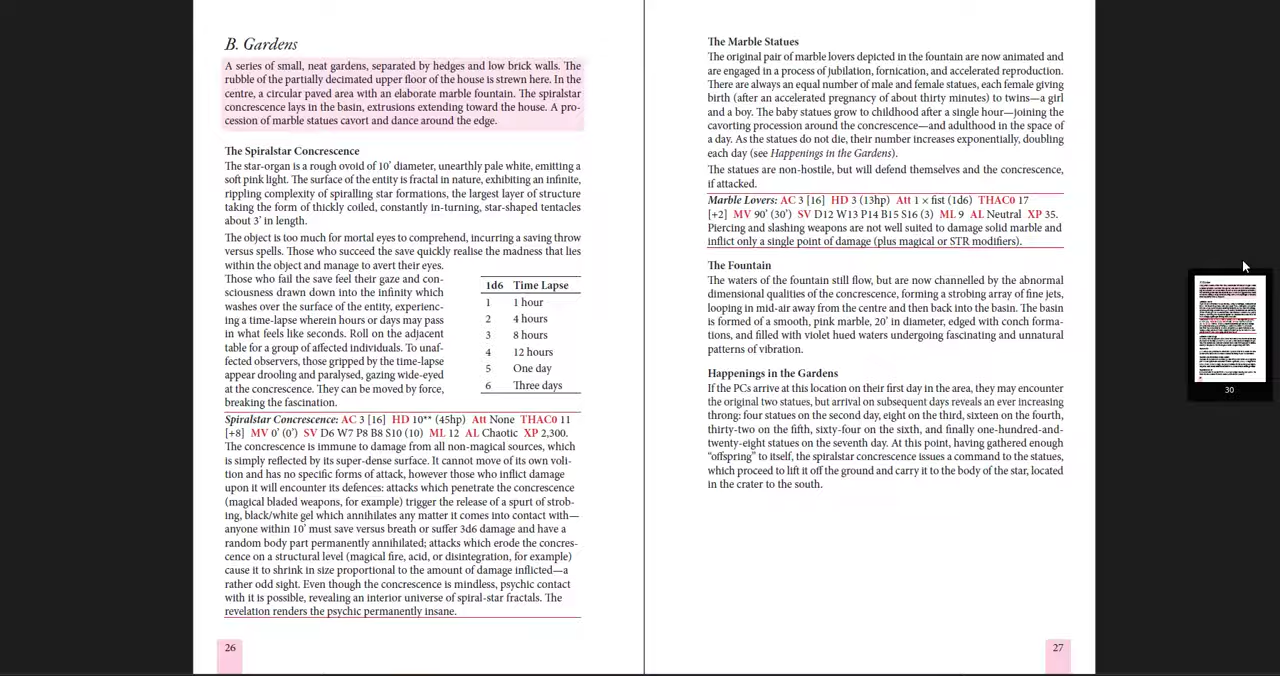 B. Gardens
A series of small, neat gardens, separated by hedges and low brick walls. The
rubble of the partially decimated upper floor of the house is strewn here. In the
centre, a circular paved area with an elaborate marble fountain. The spiralstar
concrescence lays in the basin, extrusions extending toward the house. A pro-
cession of marble statues cavort and dance around the edge.
The Spiralstar Concrescence
The star-organ is a rough ovoid of 10’ diameter, unearthly pale white, emitting a
soft pink light. The surface of the entity is fractal in nature, exhibiting an infinite,
rippling complexity of spiralling star formations, the largest layer of structure
taking the form of thickly coiled, constantly in-turning, star-shaped tentacles
about 3’ in length.
The object is too much for mortal eyes to comprehend, incurring a saving throw
versus spells. Those who succeed the save quickly realise the madness that lies
within the object and manage to avert their eyes.
Those who fail the save feel their gaze and con-
sciousness drawn down into the infinity which
washes over the surface of the entity, experienc-
ing a time-lapse wherein hours or days may pass
in what feels like seconds. Roll on the adjacent
table for a group of affected individuals. To unaf-
fected observers, those gripped by the time-lapse
appear drooling and paralysed, gazing wide-eyed
at the concrescence. They can be moved by force,
breaking the fascination.
1d6 Time Lapse
1 1 hour
2 4 hours
3 8 hours
4 12 hours
5 One day
6 Three days
Spiralstar Concrescence: AC 3 [16] HD 10** (45hp) Att None THAC0 11
[+8] MV 0’ (0’) SV D6 W7 P8 B8 S10 (10) ML 12 AL Chaotic XP 2,300.
The concrescence is immune to damage from all non-magical sources, which
is simply reflected by its super-dense surface. It cannot move of its own voli-
tion and has no specific forms of attack, however those who inflict damage
upon it will encounter its defences: attacks which penetrate the concrescence
(magical bladed weapons, for example) trigger the release of a spurt of strob-
ing, black/white gel which annihilates any matter it comes into contact with—
anyone within 10’ must save versus breath or suffer 3d6 damage and have a
random body part permanently annihilated; attacks which erode the concres-
cence on a structural level (magical fire, acid, or disintegration, for example)
cause it to shrink in size proportional to the amount of damage inflicted—a
rather odd sight. Even though the concrescence is mindless, psychic contact
with it is possible, revealing an interior universe of spiral-star fractals. The
revelation renders the psychic permanently insane.
26
The Marble Statues
The original pair of marble lovers depicted in the fountain are now animated and
are engaged in a process of jubilation, fornication, and accelerated reproduction.
There are always an equal number of male and female statues, each female giving
birth (after an accelerated pregnancy of about thirty minutes) to twins—a girl
and a boy. The baby statues grow to childhood after a single hour—joining the
cavorting procession around the concrescence—and adulthood in the space of
a day. As the statues do not die, their number increases exponentially, doubling
each day (see Happenings in the Gardens).
The statues are non-hostile, but will defend themselves and the concrescence,
if attacked.
Marble Lovers: AC 3 [16] HD 3 (13hp) Att 1 × fist (1d6) THAC0 17
[+2] MV 90’ (30’) SV D12 W13 P14 B15 S16 (3) ML 9 AL Neutral XP 35.
Piercing and slashing weapons are not well suited to damage solid marble and
inflict only a single point of damage (plus magical or STR modifiers).
The Fountain
The waters of the fountain still flow, but are now channelled by the abnormal
dimensional qualities of the concrescence, forming a strobing array of fine jets,
looping in mid-air away from the centre and then back into the basin. The basin
is formed of a smooth, pink marble, 20’ in diameter, edged with conch forma-
tions, and filled with violet hued waters undergoing fascinating and unnatural
patterns of vibration.
Happenings in the Gardens
If the PCs arrive at this location on their first day in the area, they may encounter
the original two statues, but arrival on subsequent days reveals an ever increasing
throng: four statues on the second day, eight on the third, sixteen on the fourth,
thirty-two on the fifth, sixty-four on the sixth, and finally one-hundred-and-
twenty-eight statues on the seventh day. At this point, having gathered enough
“offspring” to itself, the spiralstar concrescence issues a command to the statues,
which proceed to lift it off the ground and carry it to the body of the star, located
in the crater to the south.
27
30